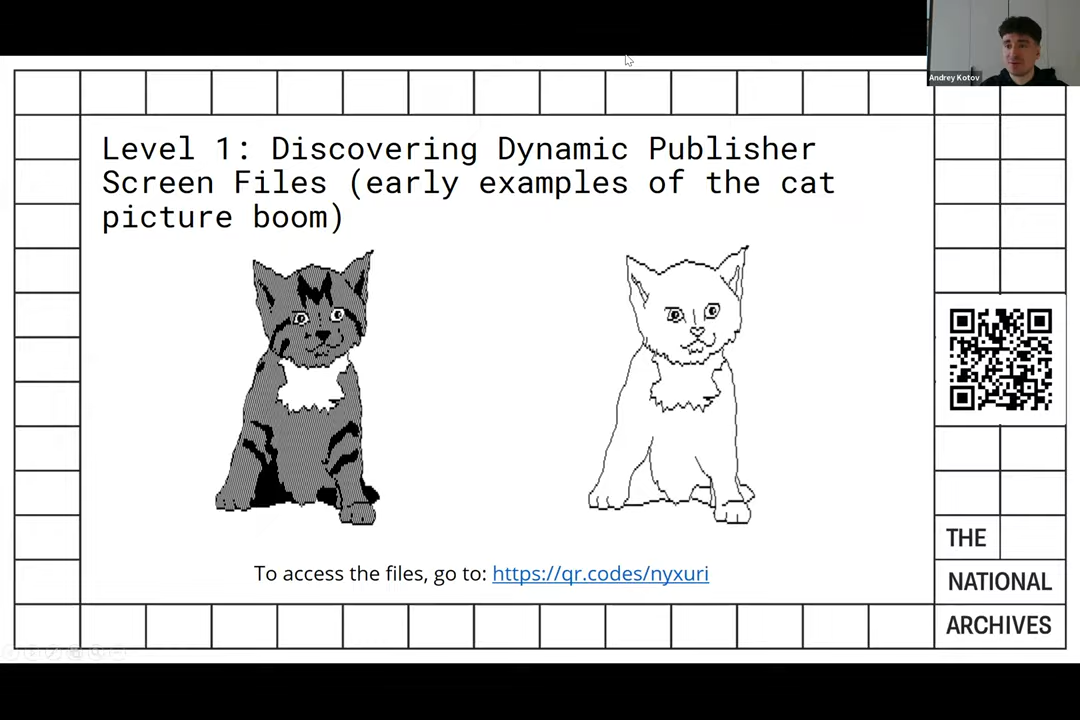 Andrey Kotov
Level 1: Discovering Dynamic Publisher
Screen Files (early examples of the cat
picture boom)
To access the files, go to: https://qr.codes/nyxuri
THE
NATIONAL
ARCHIVES